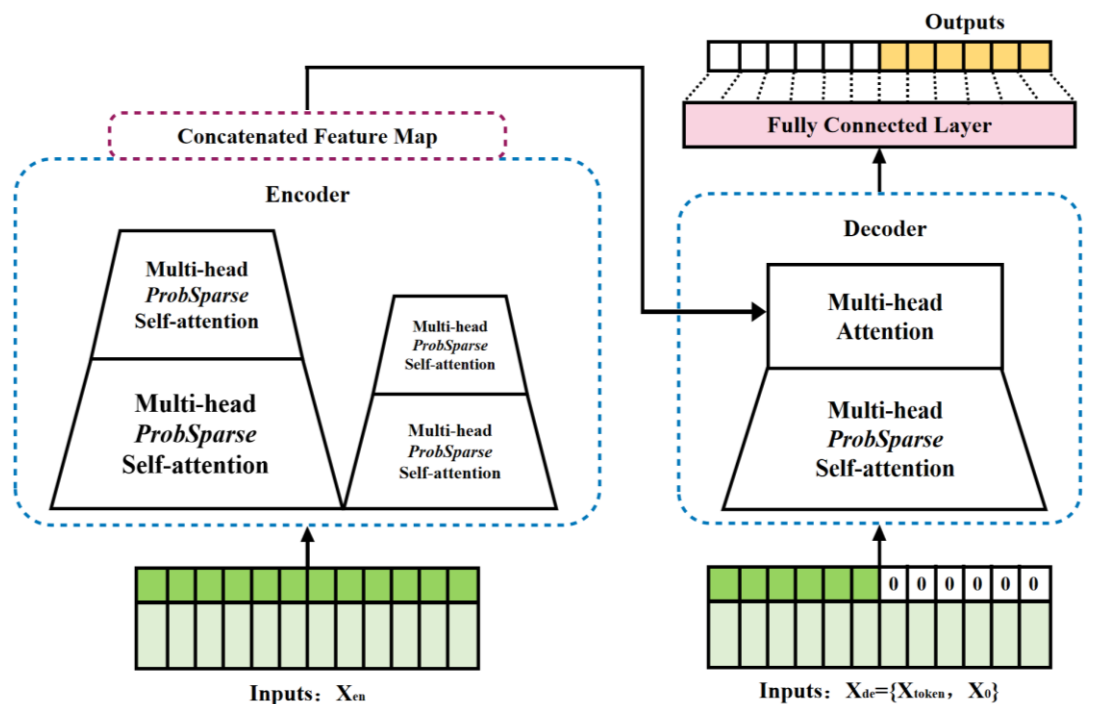 Outputs
Concatenated Feature Map
Fully Connected Layer
Encoder
Decoder
Multi-head
ProbSparse
Self-attention
Multi-head
ProbSparse
Self-attention
Multi-head
ProbSparse
Self-attention
Multi-head
ProbSparse
Self-attention
Multi-head
Attention
Multi-head
ProbSparse
Self-attention
0 0 0 0 0 0
Inputs: Xen
Inputs: Xde={Xtoken, X0}